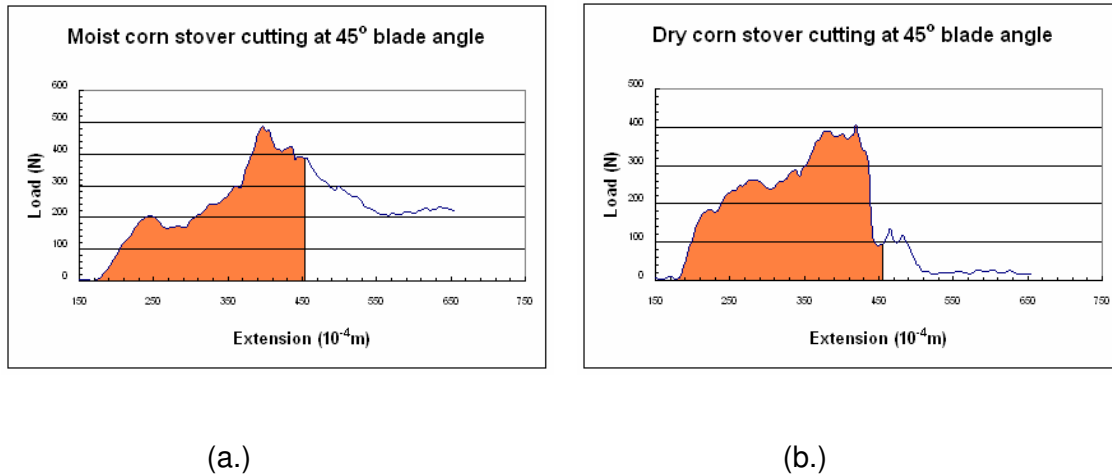 Moist corn stover cutting at 45° blade angle
600
500
400
300
200
100
0
Load (N)
150 250 350 450 550 650 750
Extension (10⁻⁴m)
(a.)
Dry corn stover cutting at 45° blade angle
500
400
300
200
100
0
Load (N)
150 250 350 450 550 650 750
Extension (10⁻⁴m)
(b.)